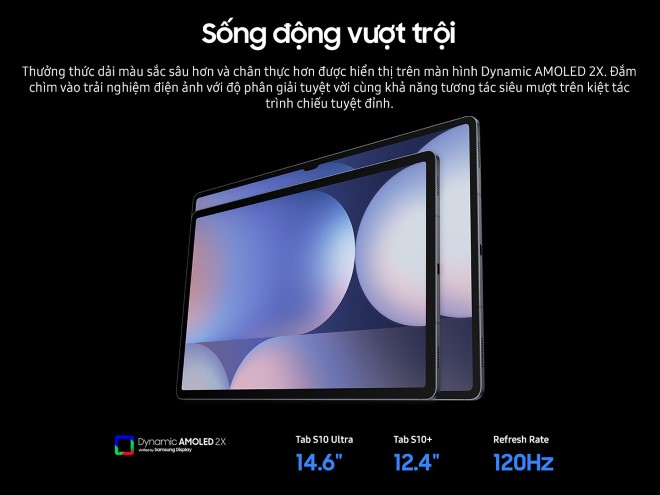 Sống động vượt trội
Thưởng thức dải màu sắc sâu hơn và chân thực hơn được hiển thị trên màn hình Dynamic AMOLED 2X. Đắm
chìm vào trải nghiệm điện ảnh với độ phân giải tuyệt vời cùng khả năng tương tác siêu mượt trên kiệt tác
trình chiếu tuyệt đỉnh.
Dynamic AMOLED 2X
vivified by Samsung Display
Tab S10 Ultra
14.6"
Tab S10+
12.4"
Refresh Rate
120Hz